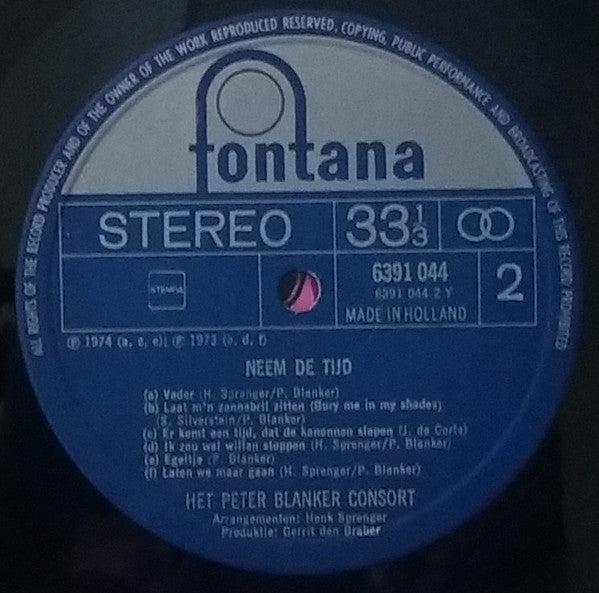 ALL RIGHTS OF THE RECORD PRODUCER AND OF THE OWNER OF THE WORK REPRODUCED RESERVED. COPYING, PUBLIC PERFORMANCE AND BROADCASTING OF THIS RECORD PROHIBITED
fontana
STEREO 33 1/3
STEMRA 6391 044 2
6391 044.2 Y
MADE IN HOLLAND
℗ 1974 (a, c, e) ℗ 1973 (b, d, f)
NEEM DE TIJD
(a) Vader (H. Sprenger/P. Blanker)
(b) Laat m'n zonnebril zitten (Bury me in my shades)
(S. Silverstein/P. Blanker)
(c) Er komt een tijd, dat de kanonnen slapen (J. de Corte)
(d) Ik zou wel willen stoppen (H. Sprenger/P. Blanker)
(e) Egeltje (P. Blanker)
(f) Laten we maar gaan (H. Sprenger/P. Blanker)
HET PETER BLANKER CONSORT
Arrangementen: Henk Sprenger
Produktie: Gerrit den Braber